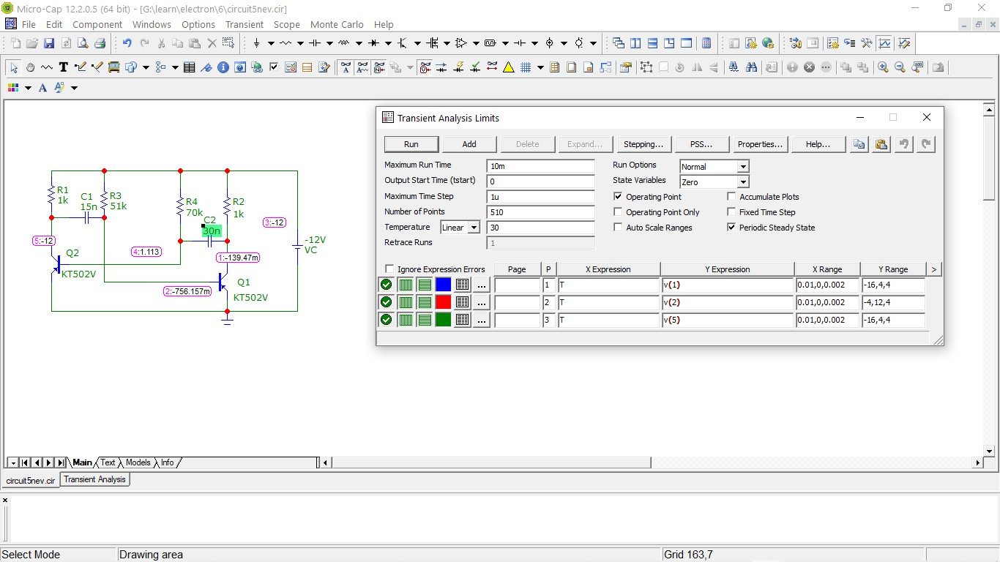 Micro-Cap 12.2.0.5 (64 bit) - [G:\learn\electron\6\circuit5nev.cir]
File Edit Component Windows Options Transient Scope Monte Carlo Help
Transient Analysis Limits
Run Add Delete Expand... Stepping... PSS... Properties... Help...
Maximum Run Time 10m Run Options Normal
Output Start Time (tstart) 0 State Variables Zero
Maximum Time Step 1u Operating Point Accumulate Plots
Number of Points 510 Operating Point Only Fixed Time Step
Temperature Linear 30 Auto Scale Ranges Periodic Steady State
Retrace Runs 1
Ignore Expression Errors Page P X Expression Y Expression X Range Y Range >
... 1 T v(1) 0.01,0,0.002 -16,4,4
... 2 T v(2) 0.01,0,0.002 -4,12,4
... 3 T v(5) 0.01,0,0.002 -16,4,4
R1
1k
C1
15n
R3
51k
R4
70k
R2
1k
C2
30n
3:-12
5:-12
-12V
VC
Q2
4:1.113
1:-139.47m
KT502V
Q1
2:-756.157m
KT502V
Main Text Models Info
circuit5nev.cir Transient Analysis
Select Mode Drawing area Grid 163,7